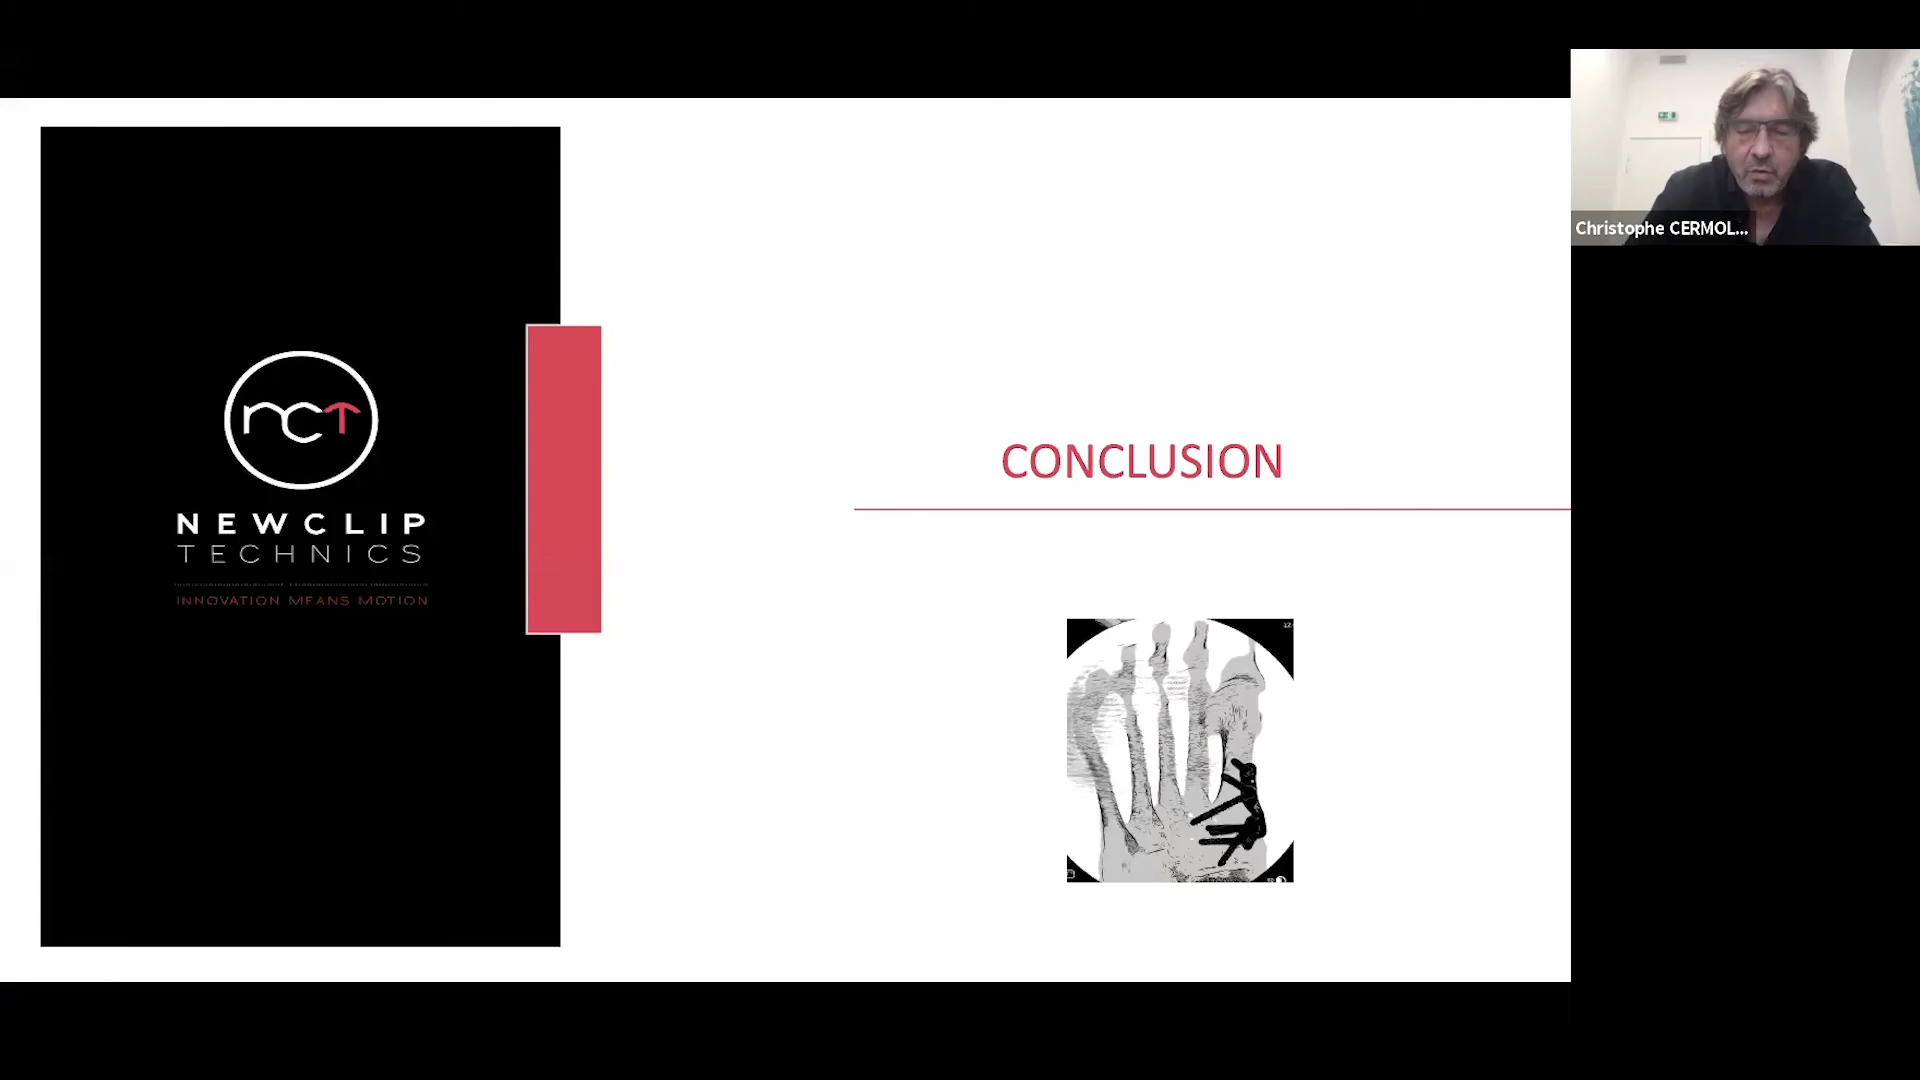 nct
NEWCLIP
TECHNICS
INNOVATION MEANS MOTION
CONCLUSION
Christophe CERMOL...